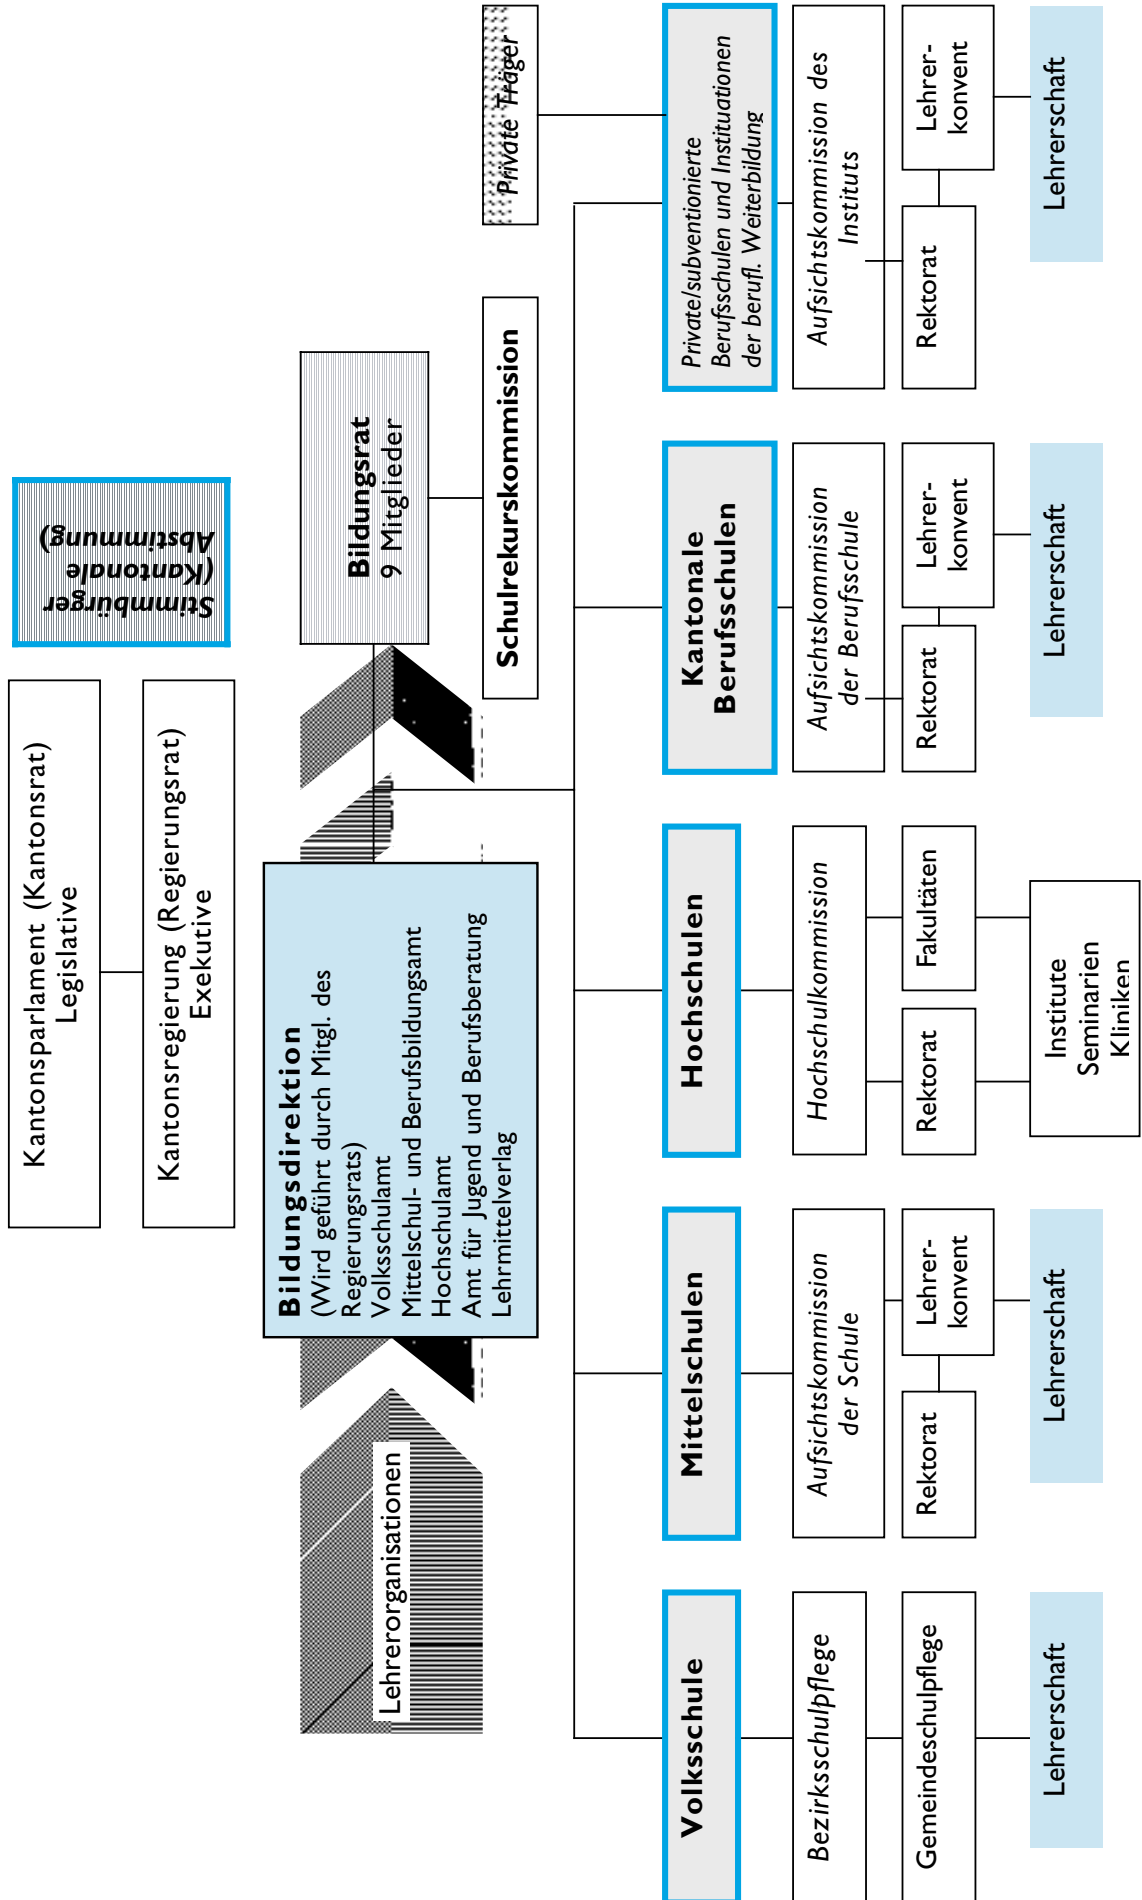 Kantonsparlament (Kantonsrat)
Legislative
Kantonsregierung (Regierungsrat)
Exekutive
Stimmbürger
(Kantonale
Abstimmung)
Lehrerorganisationen
Bildungsdirektion
(Wird geführt durch Mitgl. des
Regierungsrats)
Volksschulamt
Mittelschul- und Berufsbildungsamt
Hochschulamt
Amt für Jugend und Berufsberatung
Lehrmittelverlag
Bildungsrat
9 Mitglieder
Schulrekurskommission
Private Träger
Volksschule
Bezirksschulpflege
Gemeindeschulpflege
Lehrerschaft
Mittelschulen
Aufsichtskommission
der Schule
Rektorat
Lehrer-
konvent
Lehrerschaft
Hochschulen
Hochschulkommission
Rektorat
Fakultäten
Institute
Seminarien
Kliniken
Kantonale
Berufsschulen
Aufsichtskommission
der Berufsschule
Rektorat
Lehrer-
konvent
Lehrerschaft
Private/subventionierte
Berufsschulen und Instituationen
der berufl. Weiterbildung
Aufsichtskommission des
Instituts
Rektorat
Lehrer-
konvent
Lehrerschaft